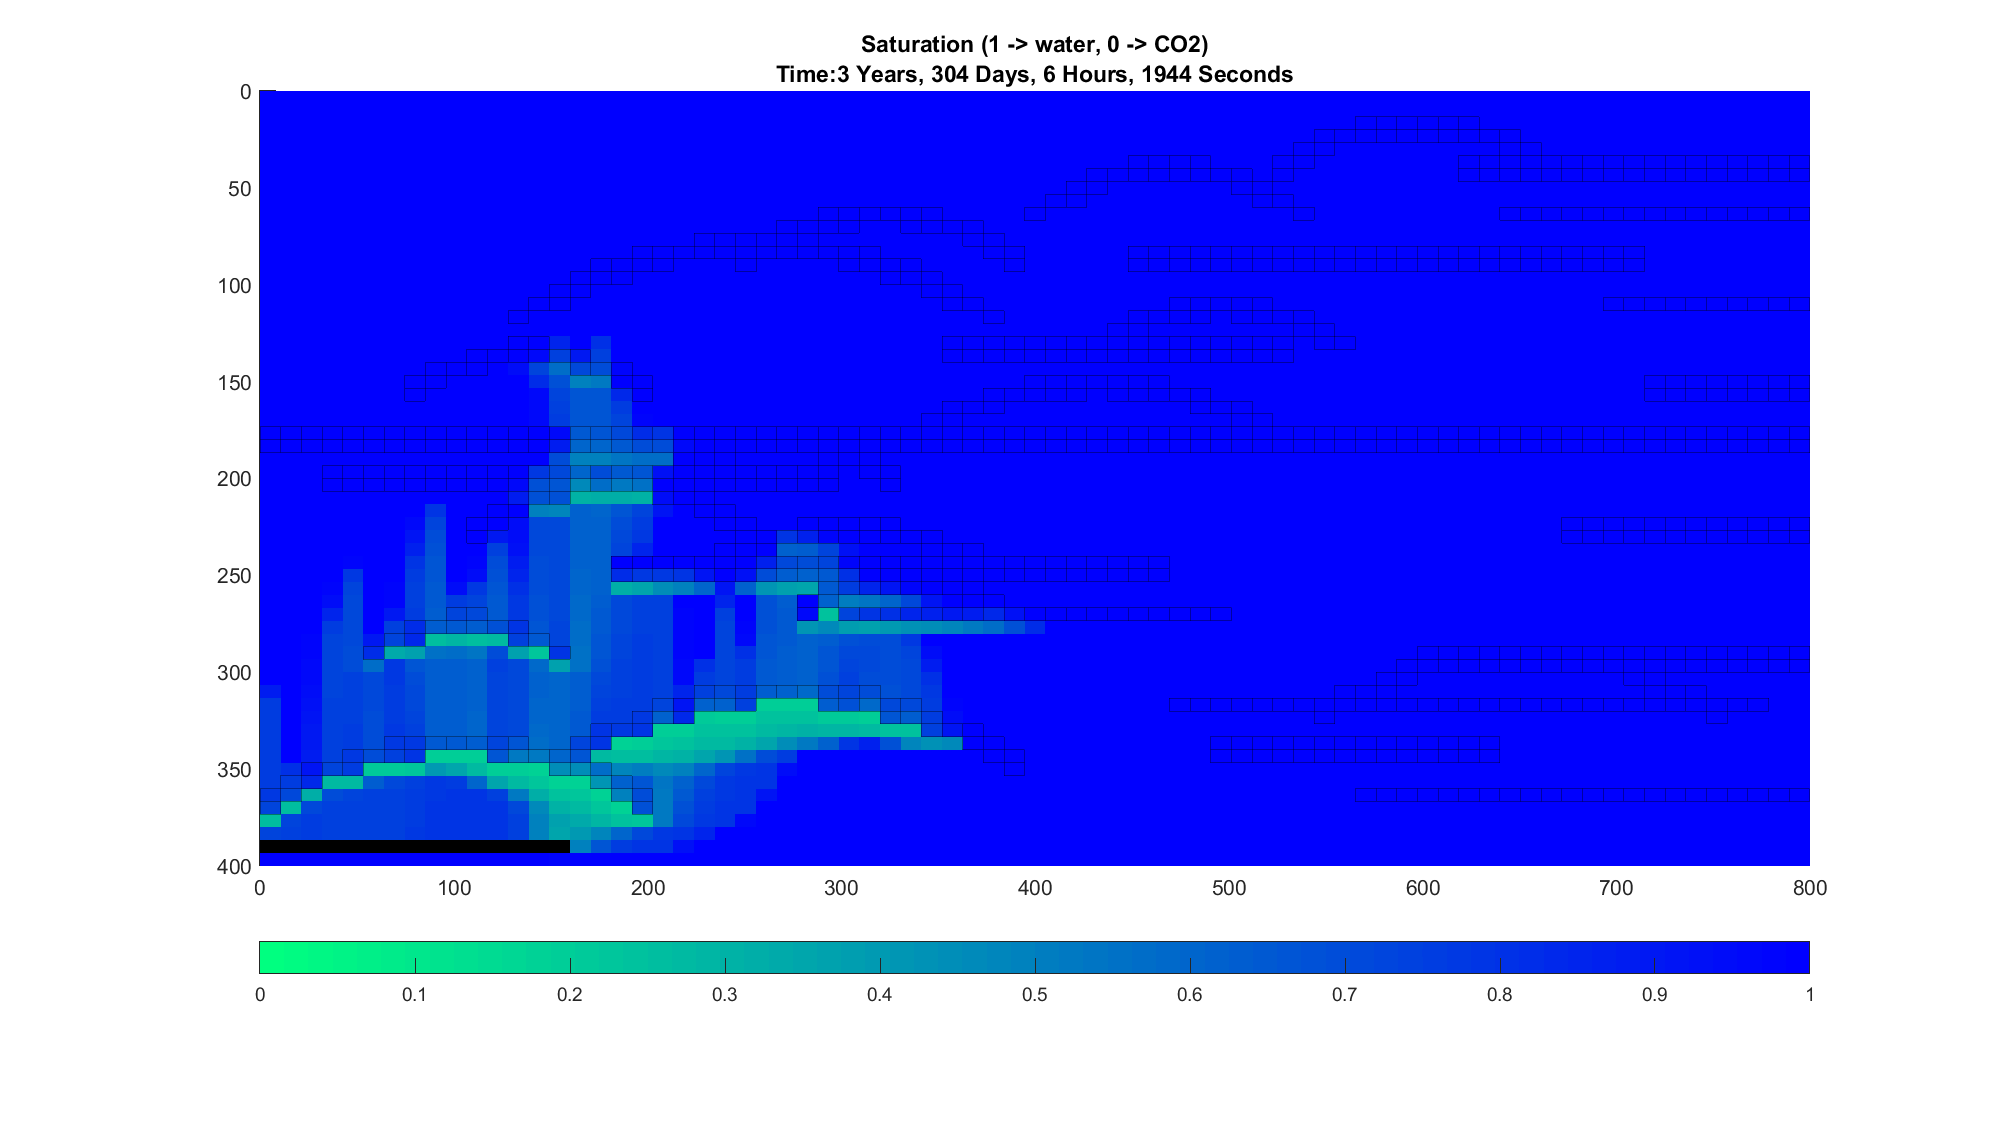 Saturation (1 -> water, 0 -> CO2)
Time:3 Years, 304 Days, 6 Hours, 1944 Seconds
0
50
100
150
200
250
300
350
400
0 100 200 300 400 500 600 700 800
0 0.1 0.2 0.3 0.4 0.5 0.6 0.7 0.8 0.9 1